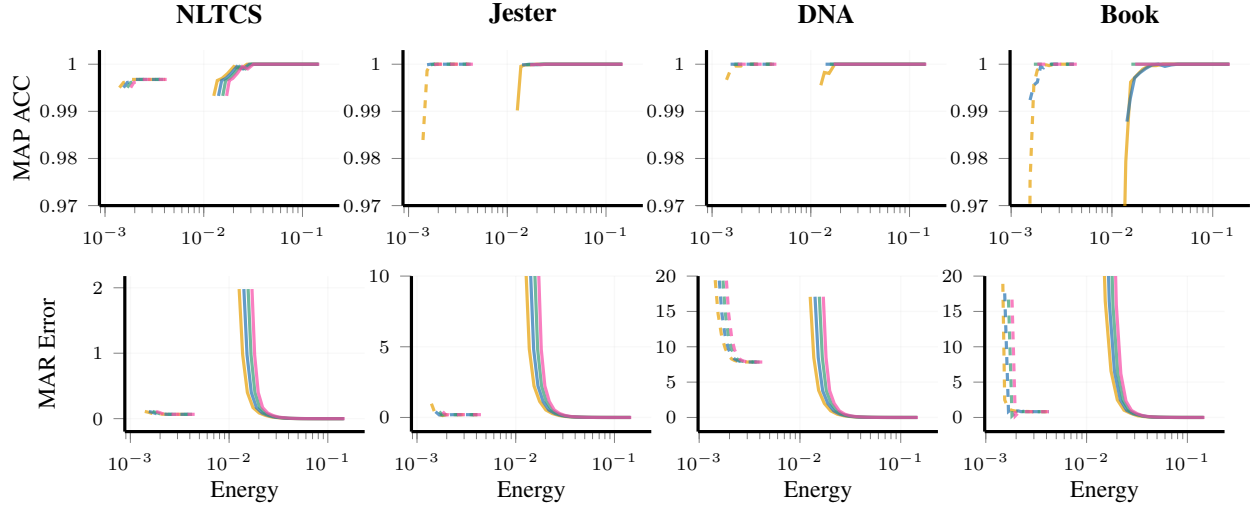 NLTCS Jester DNA Book
MAP ACC
1 1 1 1
0.99 0.99 0.99 0.99
0.98 0.98 0.98 0.98
0.97 0.97 0.97 0.97
10⁻³ 10⁻² 10⁻¹ 10⁻³ 10⁻² 10⁻¹ 10⁻³ 10⁻² 10⁻¹ 10⁻³ 10⁻² 10⁻¹
MAR Error
2 10 20 20
15 15
1 5 10 10
5 5
0 0 0 0
10⁻³ 10⁻² 10⁻¹ 10⁻³ 10⁻² 10⁻¹ 10⁻³ 10⁻² 10⁻¹ 10⁻³ 10⁻² 10⁻¹
Energy Energy Energy Energy